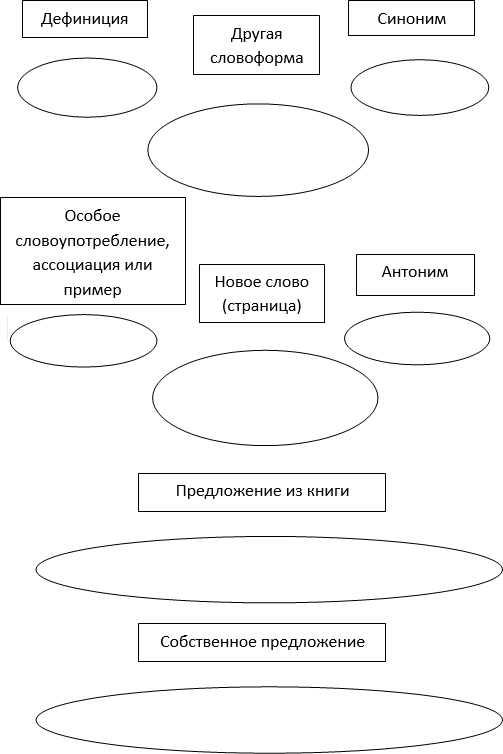 Дефиниция
Другая
словоформа
Синоним
Особое
словоупотребление,
ассоциация или
пример
Новое слово
(страница)
Антоним
Предложение из книги
Собственное предложение